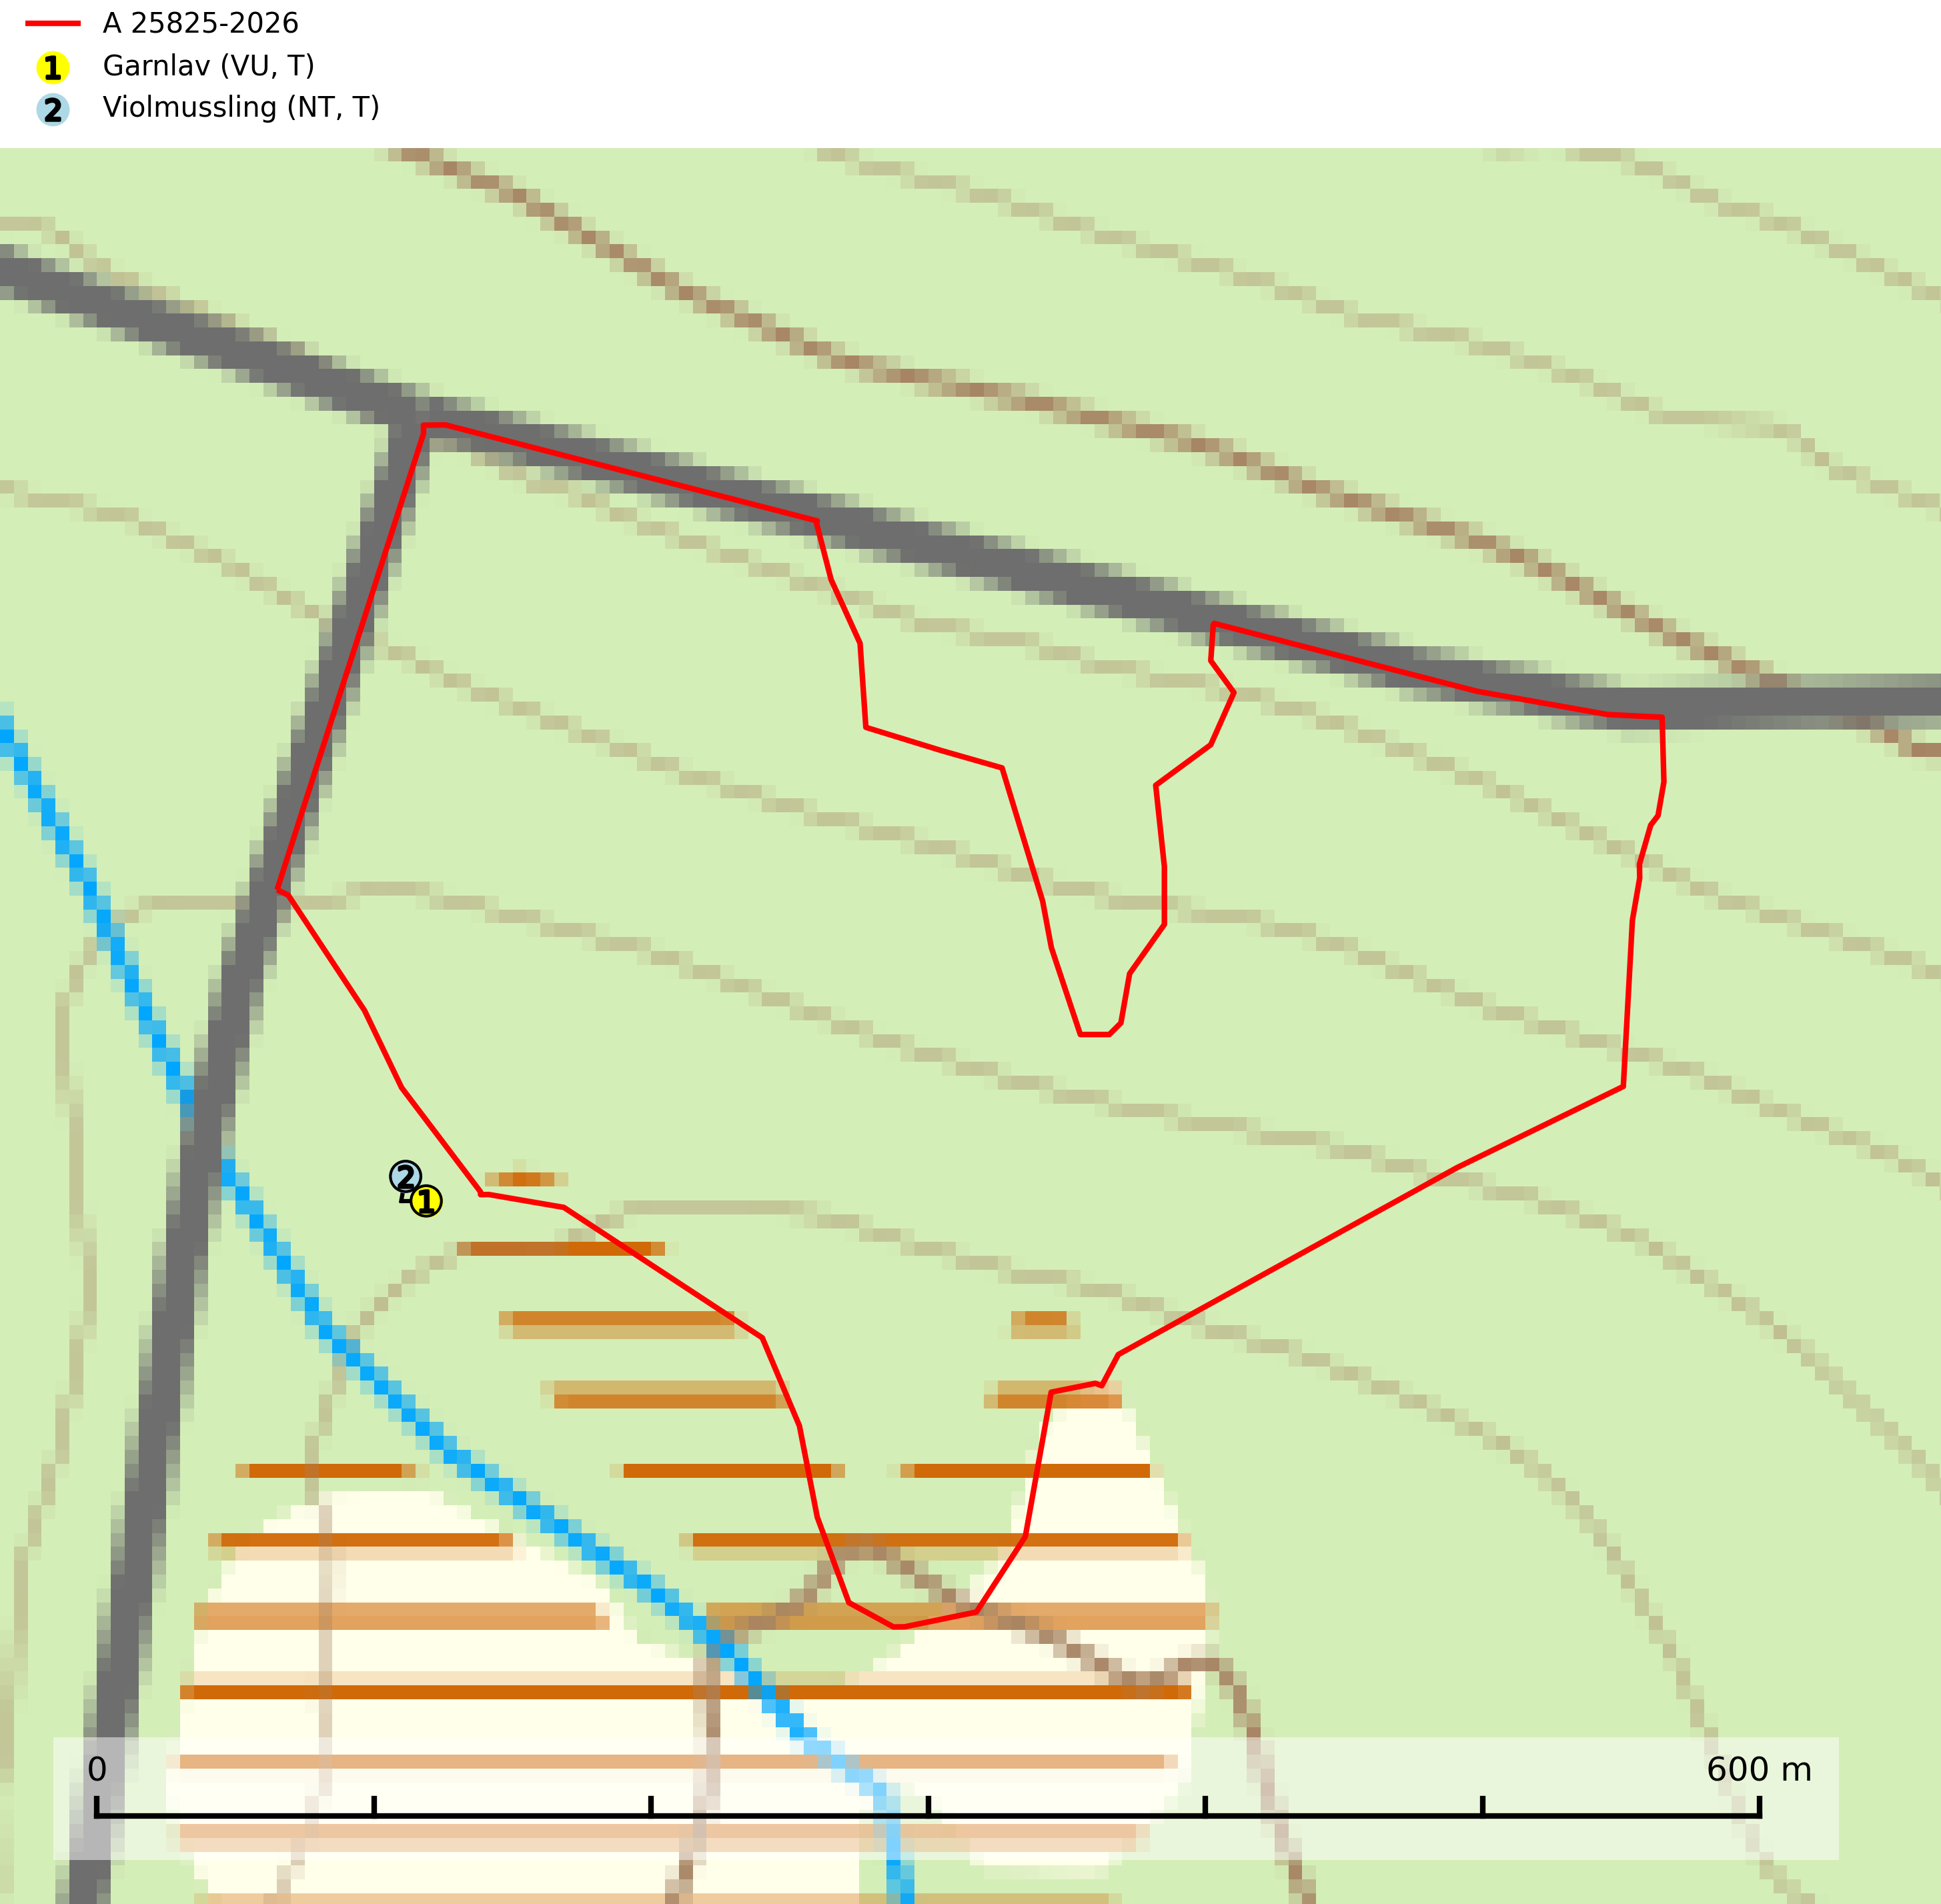 A 25825-2026
1 Garnlav (VU, T)
2 Violmussling (NT, T)
2
1
0 600 m